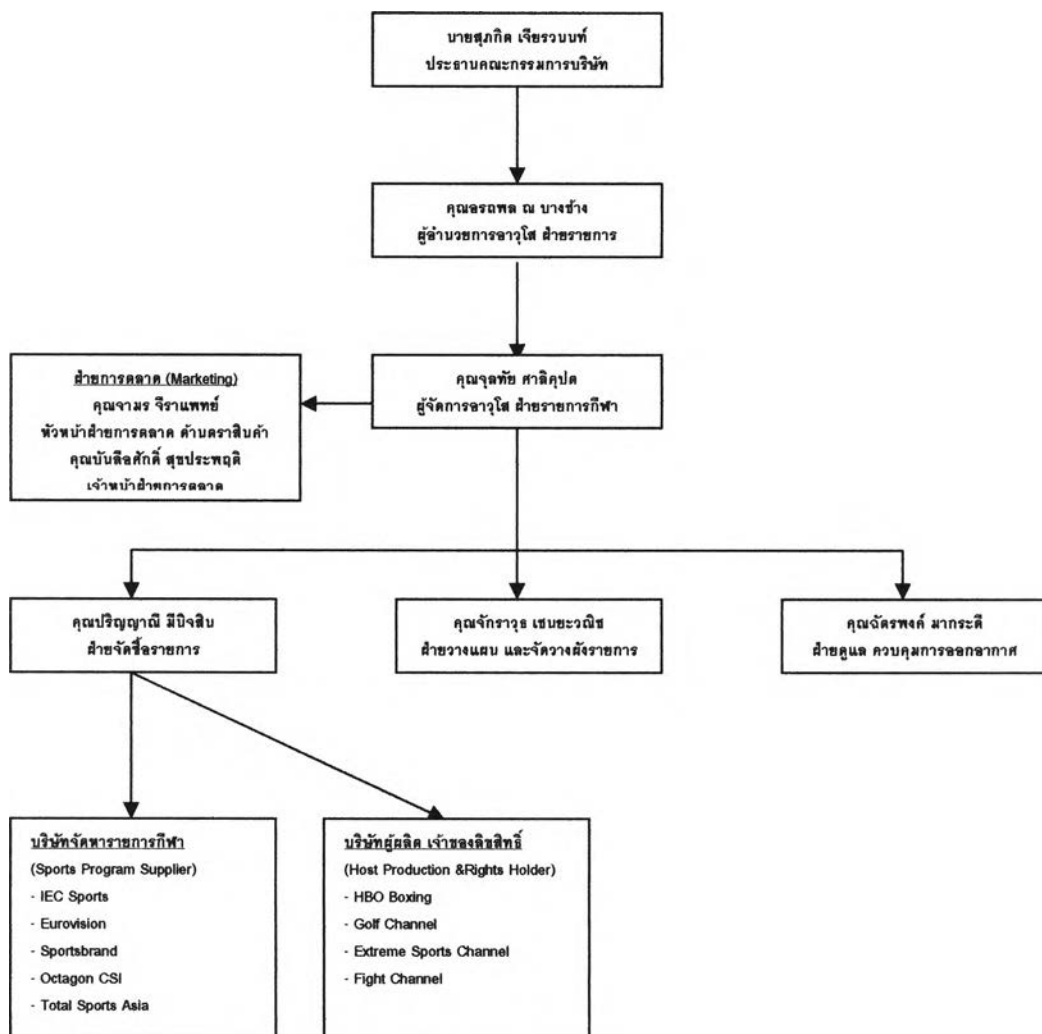 นายสุภกิต เจียรวนนท์
ประธานคณะกรรมการบริษัท
คุณอรถพล ณ บางช้าง
ผู้อำนวยการอาวุโส ฝ่ายรายการ
ฝ่ายการตลาด (Marketing)
คุณจามร จีราแพทย์
หัวหน้าฝ่ายการตลาด ด้านตราสินค้า
คุณบันลือศักดิ์ สุขประพฤติ
เจ้าหน้าฝ่ายการตลาด
คุณจุลทัย ศาลิคุปต
ผู้จัดการอาวุโส ฝ่ายรายการกีฬา
คุณปริญญาณี มีปิจสิบ
ฝ่ายจัดซื้อรายการ
คุณจักราวุธ เชนยะวณิช
ฝ่ายวางแผน และจัดวางผังรายการ
คุณฉัตรพงค์ มากระดี
ฝ่ายดูแล ควบคุมการออกอากาศ
บริษัทจัดหารายการกีฬา
(Sports Program Supplier)
- IEC Sports
- Eurovision
- Sportsbrand
- Octagon CSI
- Total Sports Asia
บริษัทผู้ผลิต เจ้าของลิขสิทธิ์
(Host Production &Rights Holder)
- HBO Boxing
- Golf Channel
- Extreme Sports Channel
- Fight Channel